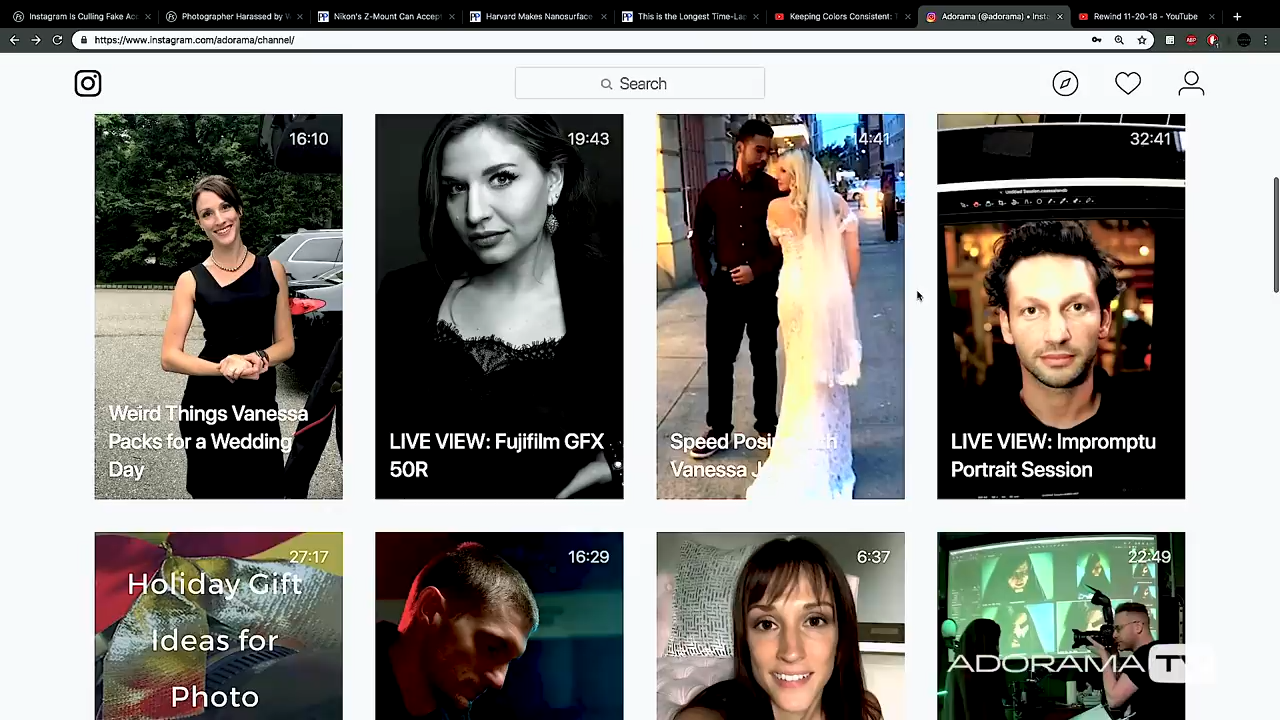 Instagram Is Culling Fake Acc
Photographer Harassed by
Nikon's Z-Mount Can Accept
Harvard Makes Nanosurface
This is the Longest Time-Lap
Keeping Colors Consistent:
Adorama (@adorama) • Insta
Rewind 11-20-18 - YouTube
https://www.instagram.com/adorama/channel/
Search
16:10
19:43
4:41
32:41
Weird Things Vanessa
Packs for a Wedding
Day
LIVE VIEW: Fujifilm GFX
50R
Speed
Vanessa J
LIVE VIEW: Impromptu
Portrait Session
27:17
16:29
6:37
22:49
Holiday Gift
Ideas for
Photo
ADORAMA TV